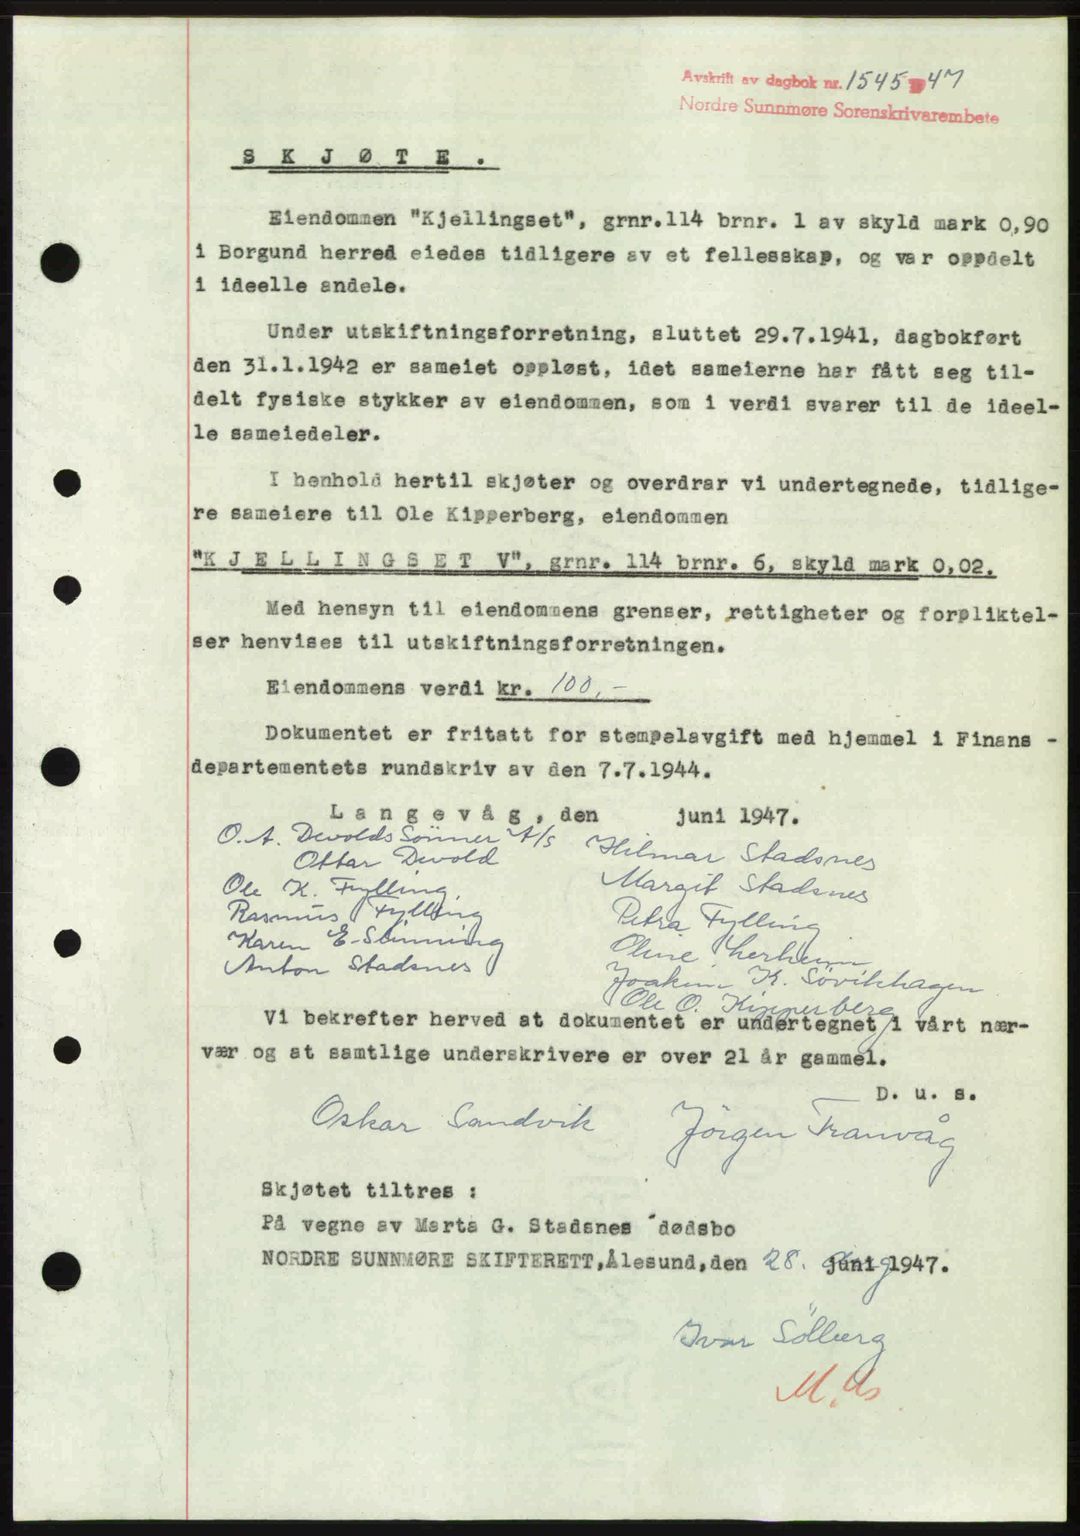 Avskrift av dagbok nr. 1545 - 47
Nordre Sunnmøre Sorenskrivarembete
S K J Ø T E .
Eiendommen "Kjellingset", grnr.114 brnr. 1 av skyld mark 0,90
i Borgund herred eiedes tidligere av et fellesskap, og var oppdelt
i ideelle andele.
Under utskiftningsforretning, sluttet 29.7.1941, dagbokført
den 31.1.1942 er sameiet oppløst, idet sameierne har fått seg til-
delt fysiske stykker av eiendommen, som i verdi svarer til de ideel-
le sameiedeler.
I henhold hertil skjøter og overdrar vi undertegnede, tidlige-
re sameiere til Ole Kipperberg, eiendommen
"K J E L L I N G S E T V", grnr. 114 brnr. 6, skyld mark 0,02.
Med hensyn til eiendommens grenser, rettigheter og forpliktel-
ser henvises til utskiftningsforretningen.
Eiendommens verdi kr. 100,-
Dokumentet er fritatt for stempelavgift med hjemmel i Finans -
departementets rundskriv av den 7.7.1944.
L a n g e v å g , den juni 1947.
O. A. Devolds Sönner A/s
Ottar Devold
Ole K. Fylling.
Rasmus Fylling
Karen E. Slinning
Anton Stadsnes
Hilmar Stadsnes
Margit Stadsnes
Petra Fylling
Oline Lerheim
Joakim K. Sövikhagen
Ole O. Kipperberg
Vi bekrefter herved at dokumentet er undertegnet i vårt nær-
vær og at samtlige underskrivere er over 21 år gammel.
D. u. s.
Oskar Sandvik Jörgen Tranvåg
Skjøtet tiltres :
På vegne av Marta G. Stadsnes dødsbo
NORDRE SUNNMØRE SKIFTERETT,Ålesund,den 28. juni aug 1947.
Ivar Sölberg